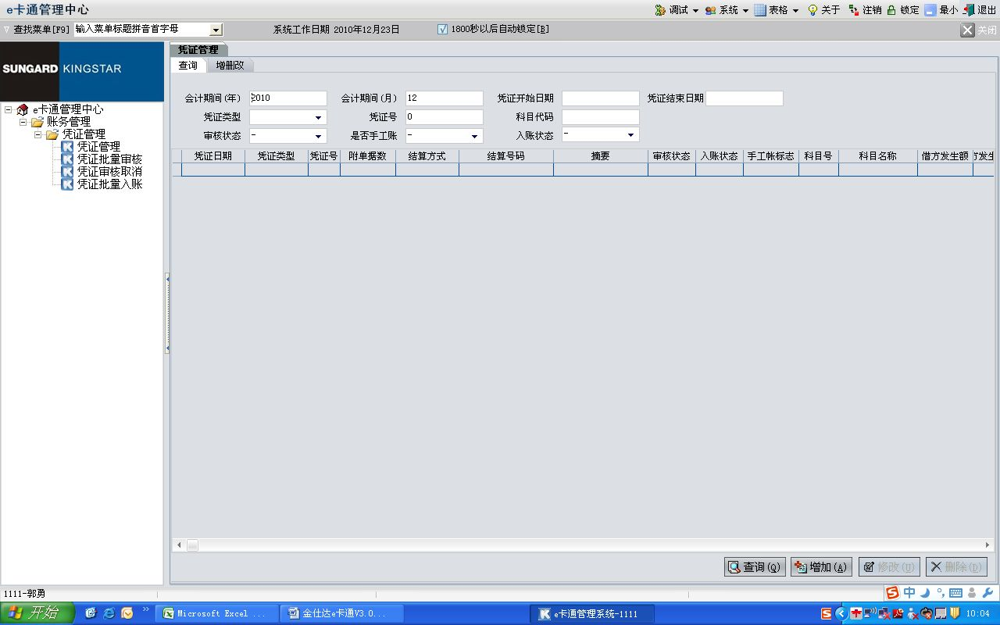 e卡通管理中心 调试 系统 表格 关于 注销 锁定 最小 退出
查找菜单[F9] 输入菜单标题拼音首字母 系统工作日期 2010年12月23日 1800秒以后自动锁定[B] 关闭
SUNGARD KINGSTAR
e卡通管理中心
账务管理
凭证管理
凭证管理
凭证批量审核
凭证审核取消
凭证批量入账
凭证管理
查询 增删改
会计期间(年) 2010 会计期间(月) 12 凭证开始日期 凭证结束日期
凭证类型 凭证号 0 科目代码
审核状态 - 是否手工账 - 入账状态 -
凭证日期 凭证类型 凭证号 附单据数 结算方式 结算号码 摘要 审核状态 入账状态 手工帐标志 科目号 科目名称 借方发生额
查询(Q) 增加(A) 修改(U) 删除(D)
1111-郭勇
中
开始 Microsoft Excel ... 金仕达e卡通V3.0... e卡通管理系统-1111 10:04